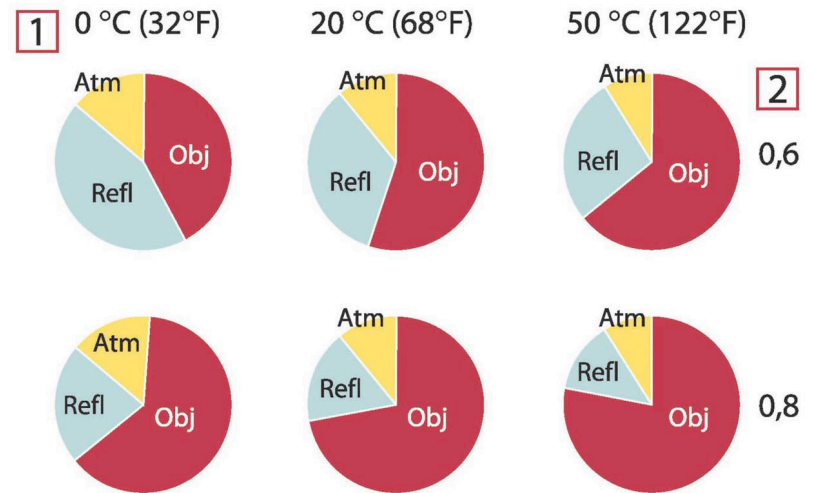 1 0 °C (32°F) 20 °C (68°F) 50 °C (122°F)
Atm Atm Atm
2
Obj Refl Obj Refl Refl Obj 0,6
Atm Atm Atm
Refl Obj Refl Obj Refl Obj 0,8